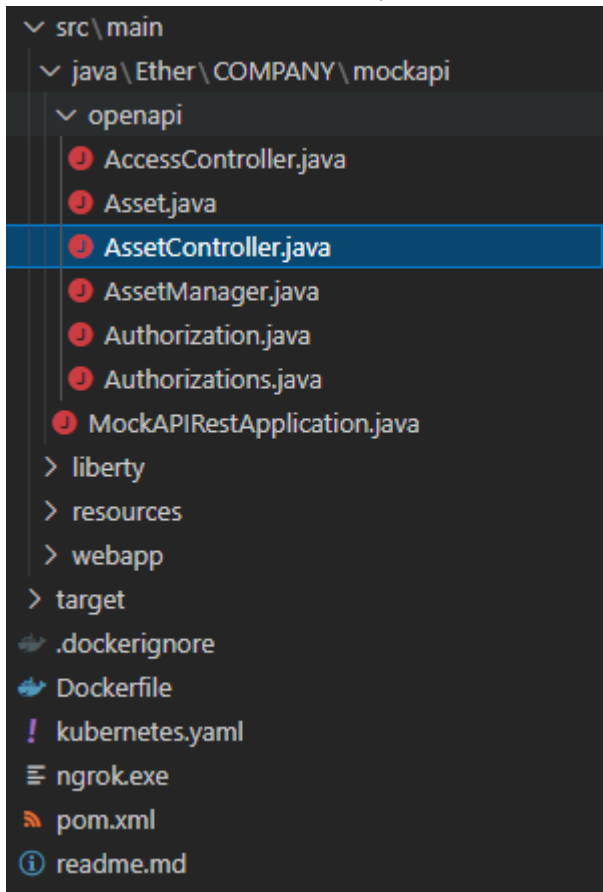 src\main
java\Ether\COMPANY\mockapi
openapi
AccessController.java
Asset.java
AssetController.java
AssetManager.java
Authorization.java
Authorizations.java
MockAPIRestApplication.java
liberty
resources
webapp
target
.dockerignore
Dockerfile
kubernetes.yaml
ngrok.exe
pom.xml
readme.md